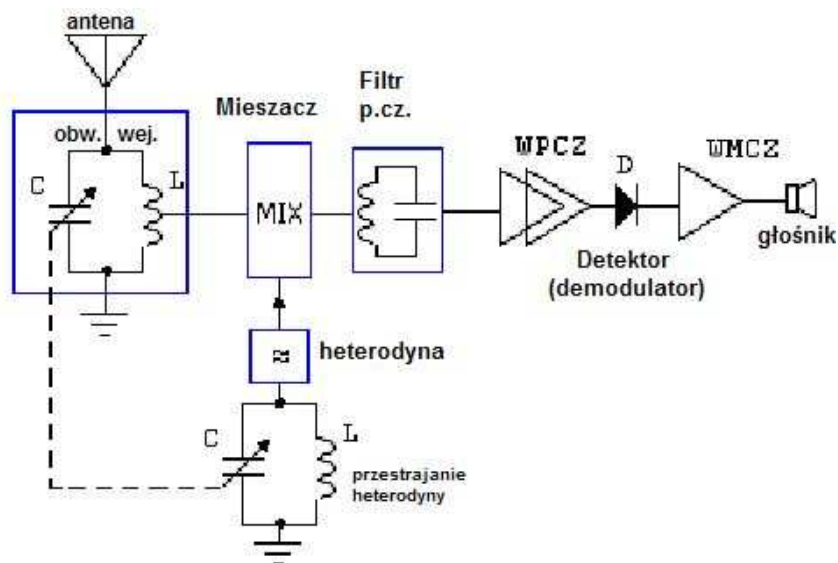 antena
obw. wej.
C
L
Mieszacz
MIX
Filtr
p.cz.
WPCZ
D
Detektor
(demodulator)
WMCZ
głośnik
≈
heterodyna
C
L
przestrajanie
heterodyny